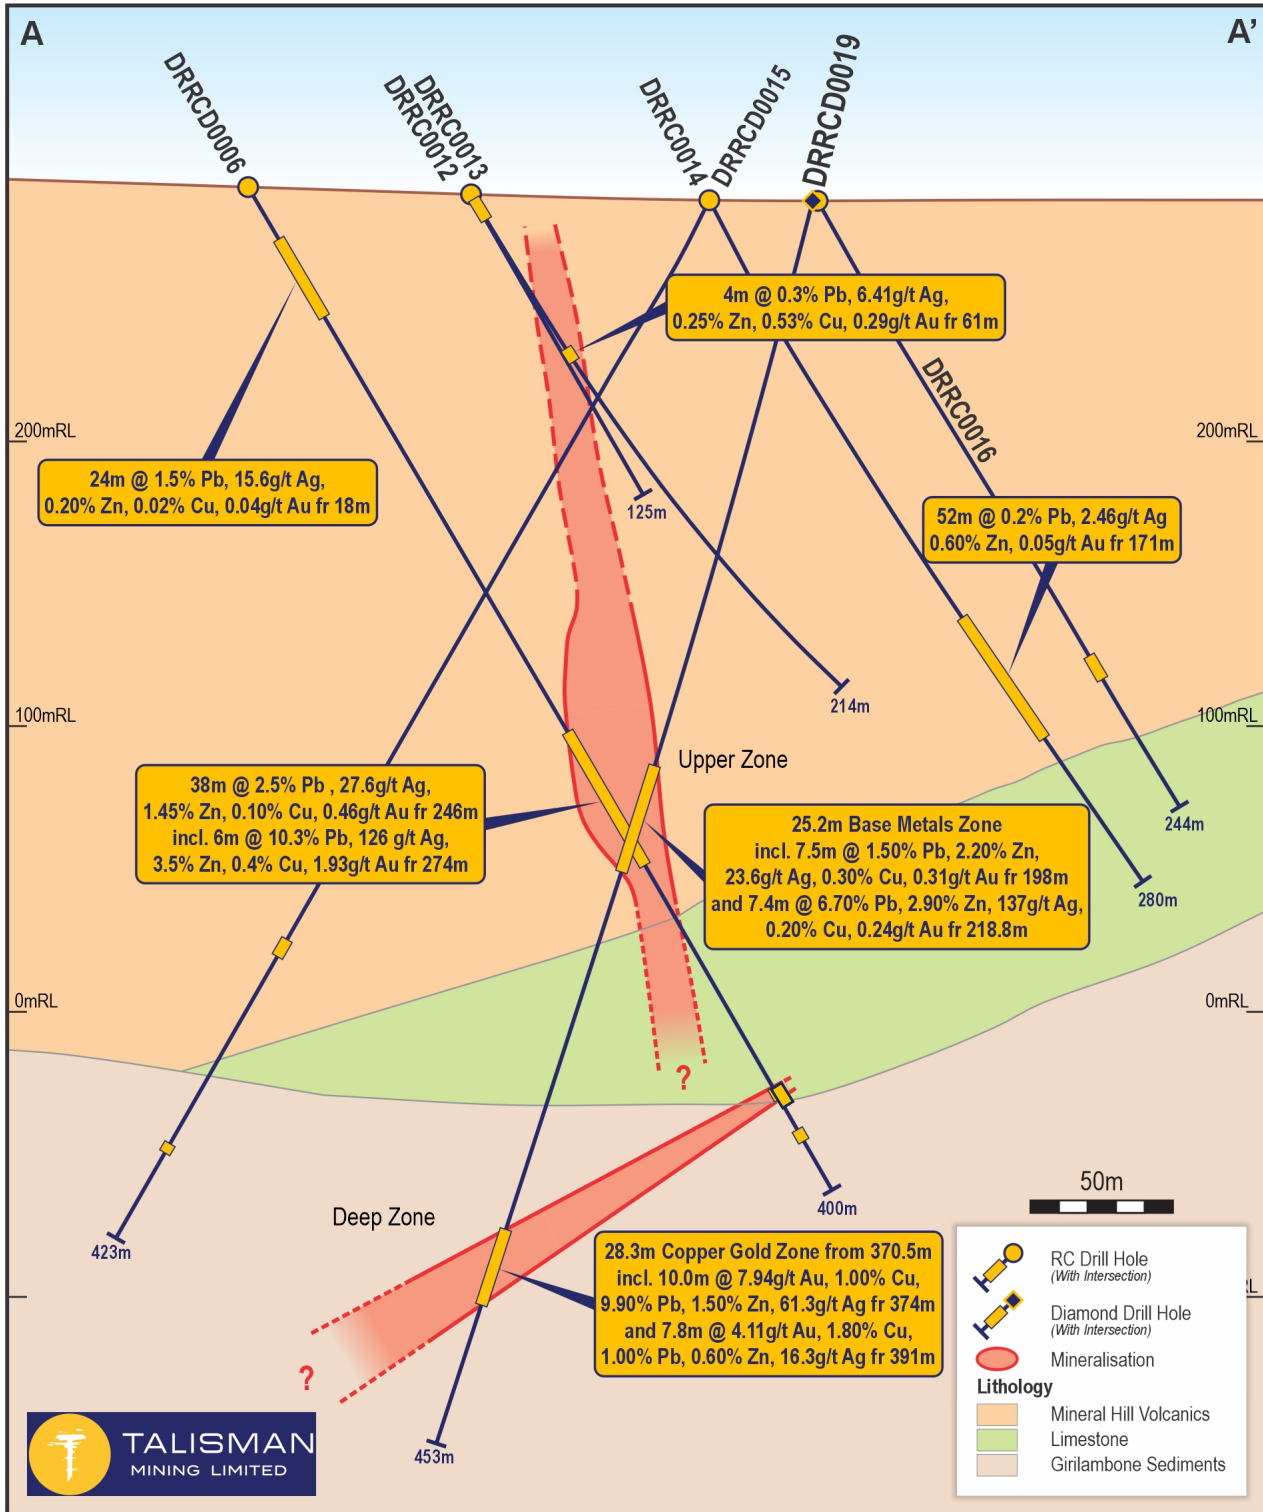 A
A'
DRRCD0006
DRRC0012
DRRC0013
DRRC0014
DRRCD0015
DRRCD0019
4m @ 0.3% Pb, 6.41g/t Ag,
0.25% Zn, 0.53% Cu, 0.29g/t Au fr 61m
DRRC0016
200mRL
200mRL
24m @ 1.5% Pb, 15.6g/t Ag,
0.20% Zn, 0.02% Cu, 0.04g/t Au fr 18m
125m
52m @ 0.2% Pb, 2.46g/t Ag
0.60% Zn, 0.05g/t Au fr 171m
214m
100mRL
100mRL
Upper Zone
38m @ 2.5% Pb , 27.6g/t Ag,
1.45% Zn, 0.10% Cu, 0.46g/t Au fr 246m
incl. 6m @ 10.3% Pb, 126 g/t Ag,
3.5% Zn, 0.4% Cu, 1.93g/t Au fr 274m
25.2m Base Metals Zone
incl. 7.5m @ 1.50% Pb, 2.20% Zn,
23.6g/t Ag, 0.30% Cu, 0.31g/t Au fr 198m
and 7.4m @ 6.70% Pb, 2.90% Zn, 137g/t Ag,
0.20% Cu, 0.24g/t Au fr 218.8m
244m
280m
0mRL
0mRL
?
400m
50m
Deep Zone
423m
28.3m Copper Gold Zone from 370.5m
incl. 10.0m @ 7.94g/t Au, 1.00% Cu,
9.90% Pb, 1.50% Zn, 61.3g/t Ag fr 374m
and 7.8m @ 4.11g/t Au, 1.80% Cu,
1.00% Pb, 0.60% Zn, 16.3g/t Ag fr 391m
?
453m
RC Drill Hole
(With Intersection)
Diamond Drill Hole
(With Intersection)
Mineralisation
Lithology
Mineral Hill Volcanics
Limestone
Girilambone Sediments
TALISMAN
MINING LIMITED